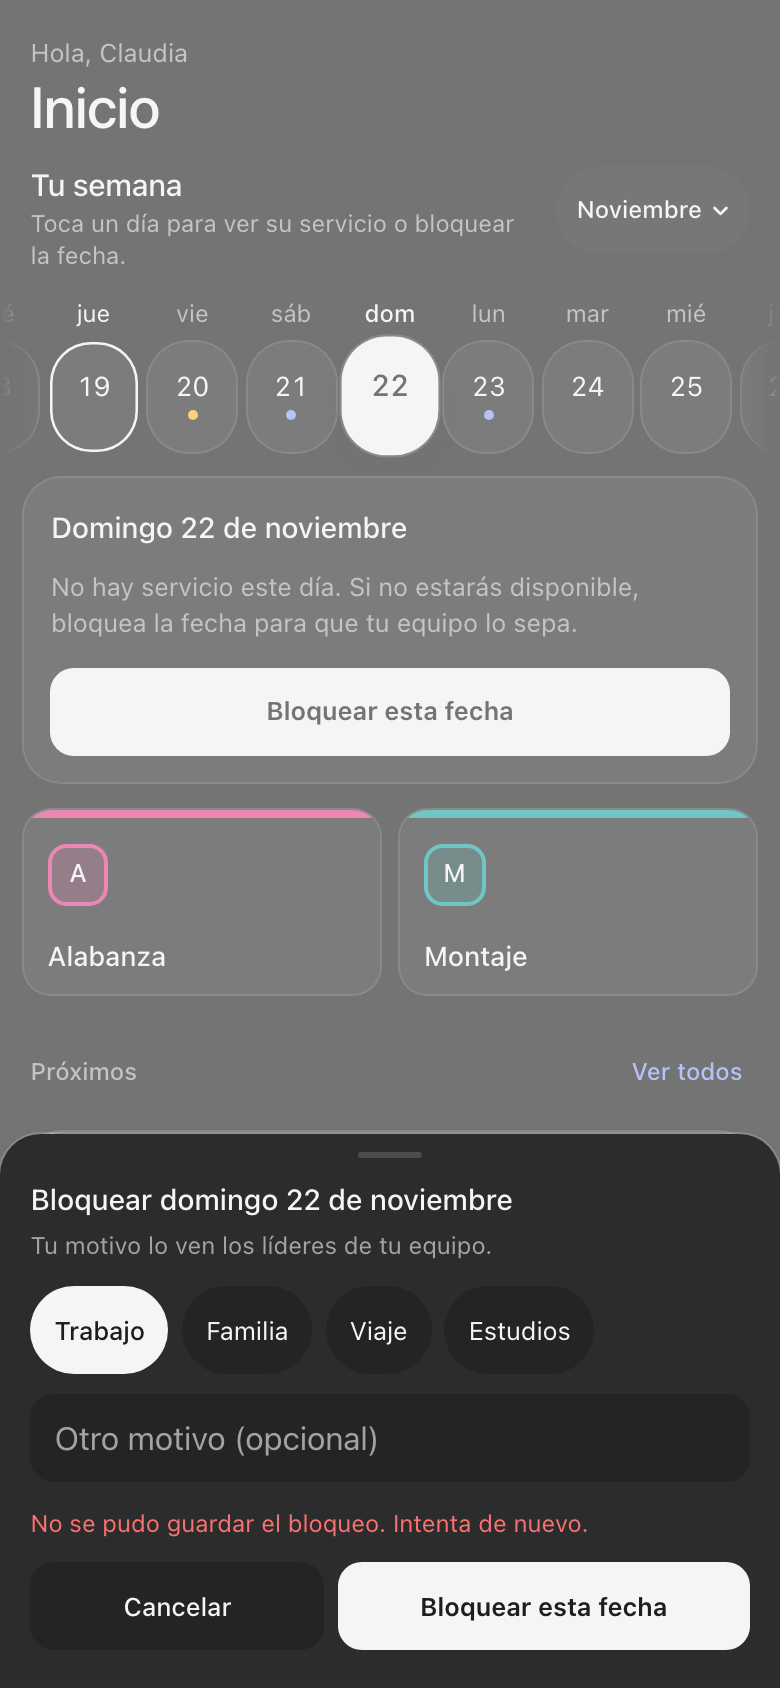 Hola, Claudia
Inicio
Tu semana
Toca un día para ver su servicio o bloquear
la fecha.
Noviembre
jue vie sáb dom lun mar mié
19 20 21 22 23 24 25
Domingo 22 de noviembre
No hay servicio este día. Si no estarás disponible,
bloquea la fecha para que tu equipo lo sepa.
Bloquear esta fecha
A
Alabanza
M
Montaje
Próximos
Ver todos
Bloquear domingo 22 de noviembre
Tu motivo lo ven los líderes de tu equipo.
Trabajo Familia Viaje Estudios
Otro motivo (opcional)
No se pudo guardar el bloqueo. Intenta de nuevo.
Cancelar
Bloquear esta fecha